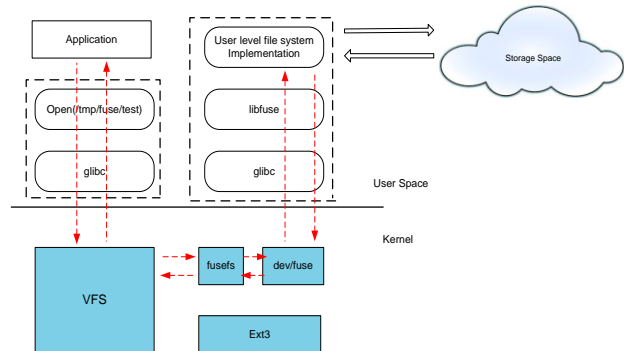 Application
User level file system
Implementation
Storage Space
Open(/tmp/fuse/test)
libfuse
glibc
glibc
User Space
Kernel
VFS
fusefs
dev/fuse
Ext3